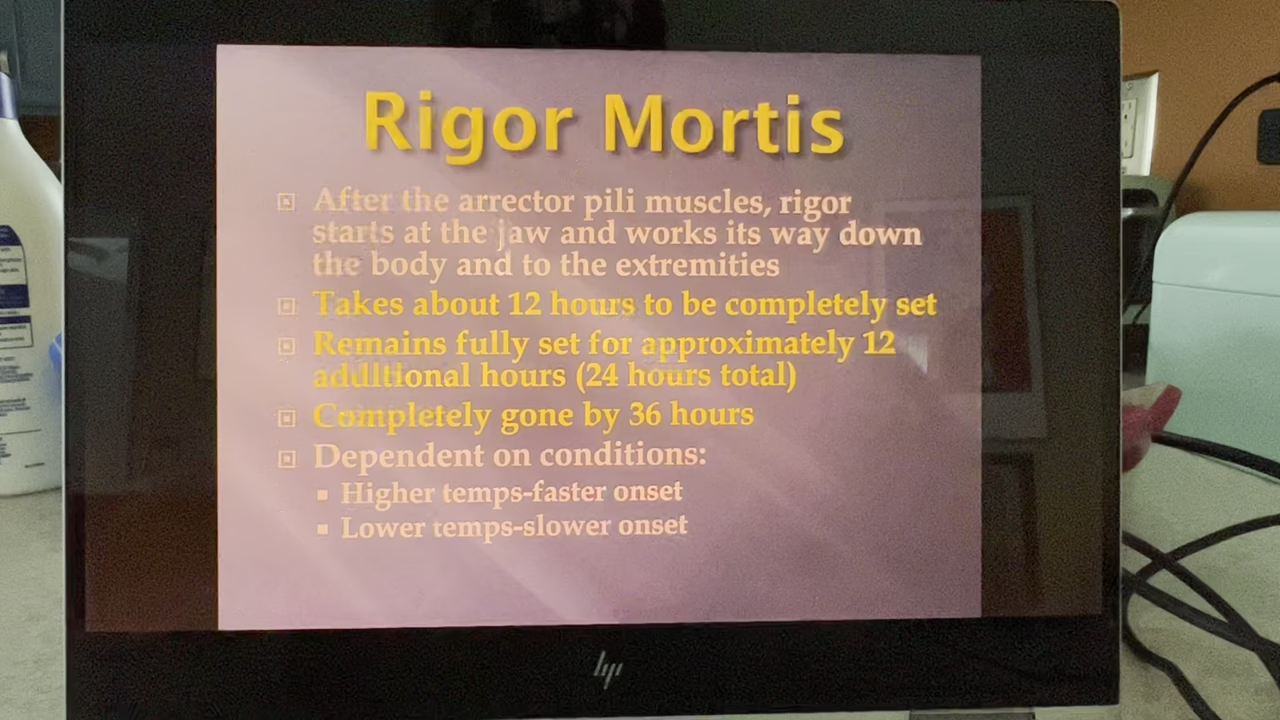 Rigor Mortis
After the arrector pili muscles, rigor
starts at the jaw and works its way down
the body and to the extremities
Takes about 12 hours to be completely set
Remains fully set for approximately 12
additional hours (24 hours total)
Completely gone by 36 hours
Dependent on conditions:
Higher temps-faster onset
Lower temps-slower onset
hp